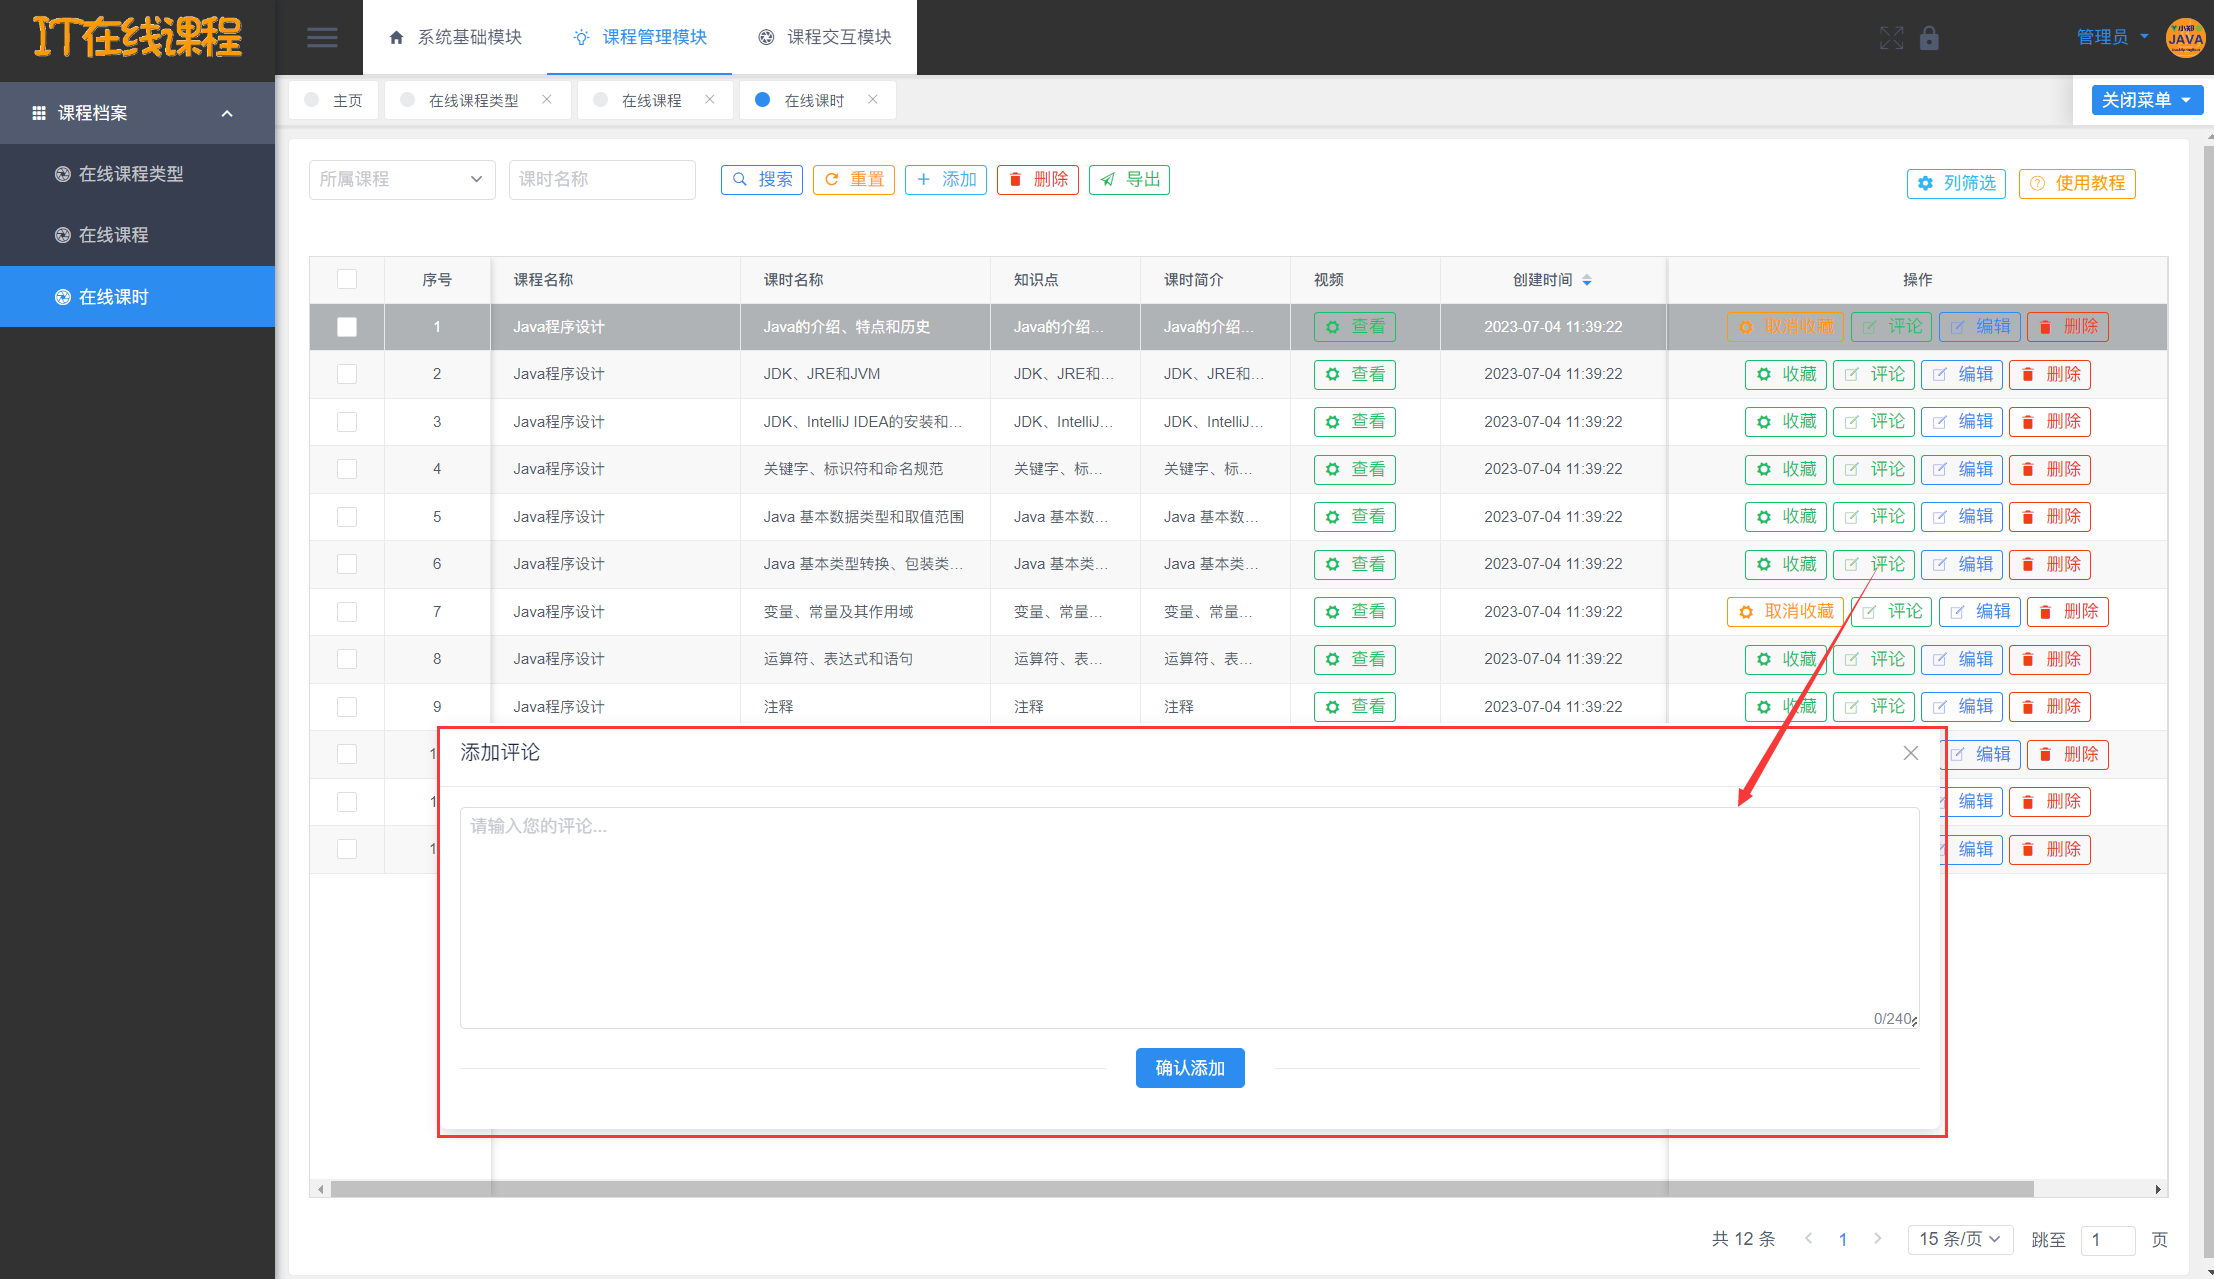 IT在线课程
系统基础模块 课程管理模块 课程交互模块
管理员
JAVA
课程档案
主页 在线课程类型 在线课程 在线课时
关闭菜单
在线课程类型
在线课程
在线课时
所属课程 课时名称 搜索 重置 添加 删除 导出 列筛选 使用教程
序号 课程名称 课时名称 知识点 课时简介 视频 创建时间 操作
1 Java程序设计 Java的介绍、特点和历史 Java的介绍... Java的介绍... 查看 2023-07-04 11:39:22 取消收藏 评论 编辑 删除
2 Java程序设计 JDK、JRE和JVM JDK、JRE和... JDK、JRE和... 查看 2023-07-04 11:39:22 收藏 评论 编辑 删除
3 Java程序设计 JDK、IntelliJ IDEA的安装和... JDK、IntelliJ... JDK、IntelliJ... 查看 2023-07-04 11:39:22 收藏 评论 编辑 删除
4 Java程序设计 关键字、标识符和命名规范 关键字、标... 关键字、标... 查看 2023-07-04 11:39:22 收藏 评论 编辑 删除
5 Java程序设计 Java 基本数据类型和取值范围 Java 基本数... Java 基本数... 查看 2023-07-04 11:39:22 收藏 评论 编辑 删除
6 Java程序设计 Java 基本类型转换、包装类... Java 基本类... Java 基本类... 查看 2023-07-04 11:39:22 收藏 评论 编辑 删除
7 Java程序设计 变量、常量及其作用域 变量、常量... 变量、常量... 查看 2023-07-04 11:39:22 取消收藏 评论 编辑 删除
8 Java程序设计 运算符、表达式和语句 运算符、表... 运算符、表... 查看 2023-07-04 11:39:22 收藏 评论 编辑 删除
9 Java程序设计 注释 注释 注释 查看 2023-07-04 11:39:22 收藏 评论 编辑 删除
1 编辑 删除
1 编辑 删除
1 编辑 删除
添加评论
请输入您的评论...
0/240
确认添加
共 12 条 1 15 条/页 跳至 1 页